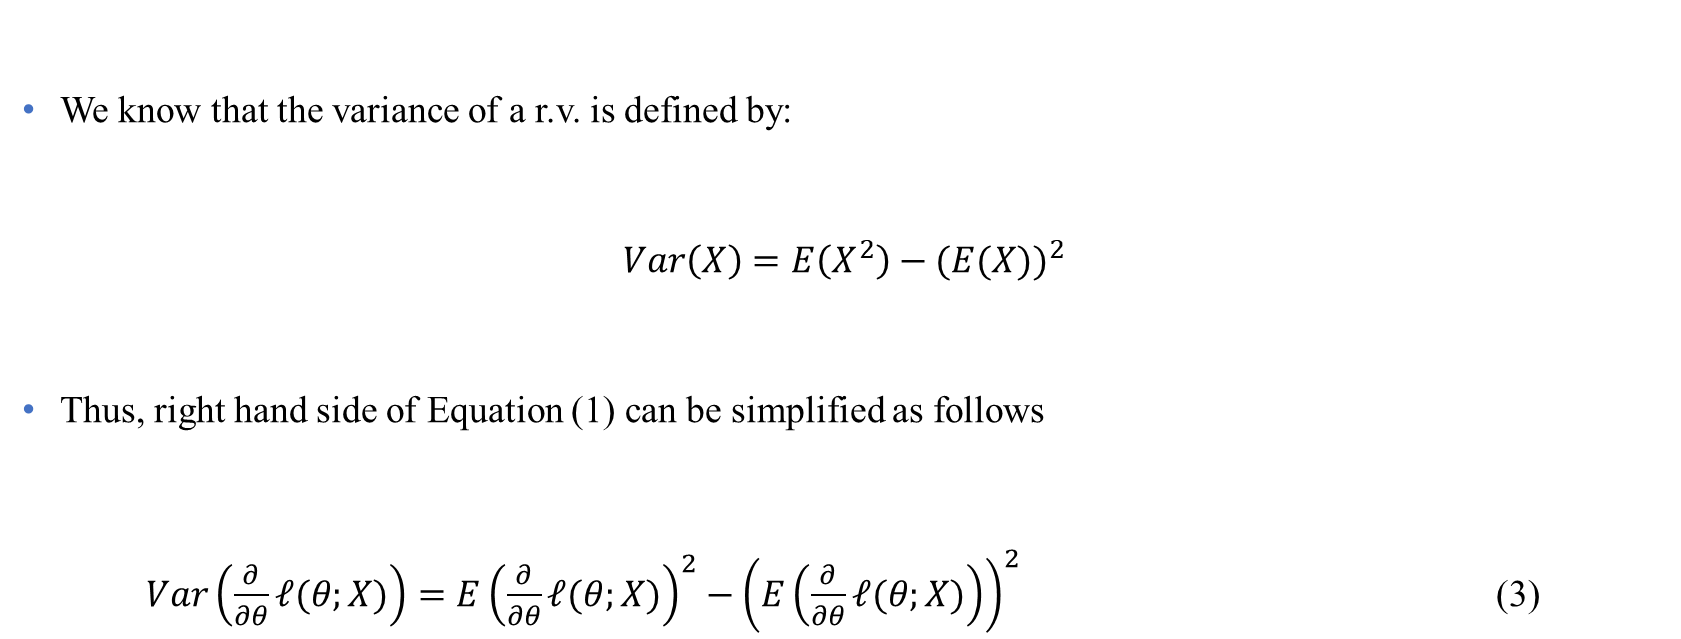 • We know that the variance of a r.v. is defined by:
Var(X) = E(X²) − (E(X))²
• Thus, right hand side of Equation (1) can be simplified as follows
Var(∂/∂θ ℓ(θ; X)) = E(∂/∂θ ℓ(θ; X))² − (E(∂/∂θ ℓ(θ; X)))² (3)